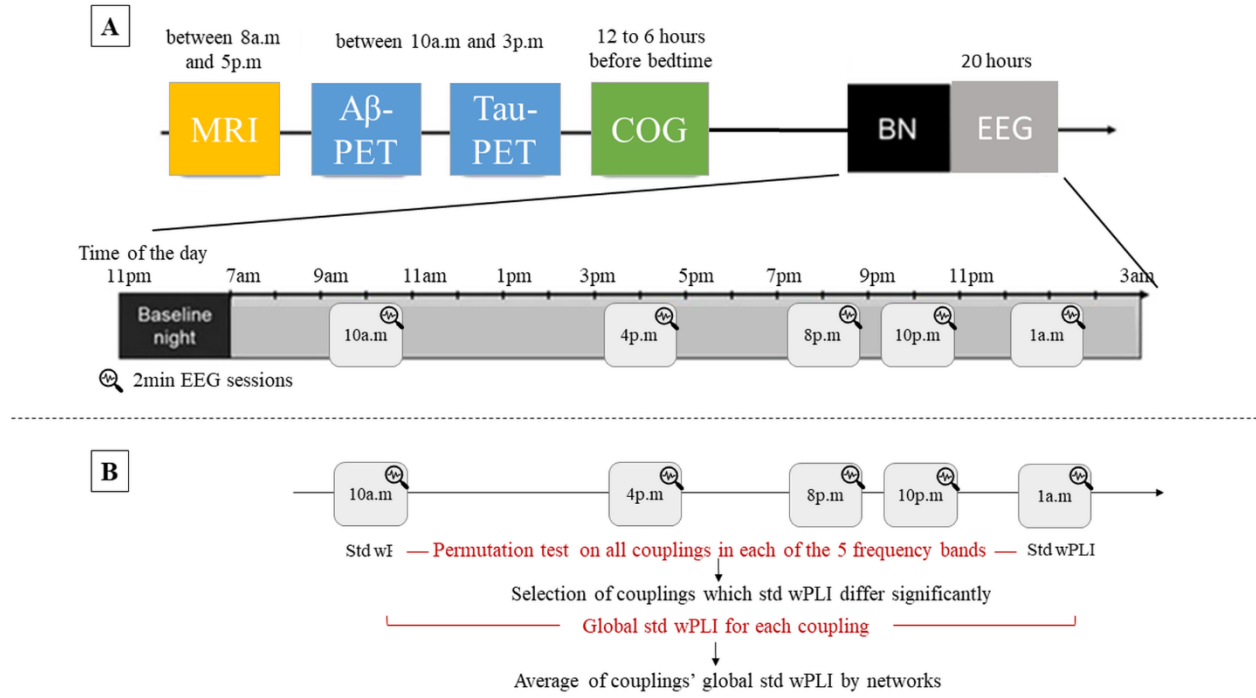 A
between 8a.m
and 5p.m
between 10a.m and 3p.m
12 to 6 hours
before bedtime
20 hours
MRI
Aβ-
PET
Tau-
PET
COG
BN
EEG
Time of the day
11pm 7am 9am 11am 1pm 3pm 5pm 7pm 9pm 11pm 3am
Baseline
night
10a.m 4p.m 8p.m 10p.m 1a.m
2min EEG sessions
B
10a.m 4p.m 8p.m 10p.m 1a.m
Std wF Permutation test on all couplings in each of the 5 frequency bands Std wPLI
Selection of couplings which std wPLI differ significantly
Global std wPLI for each coupling
Average of couplings' global std wPLI by networks